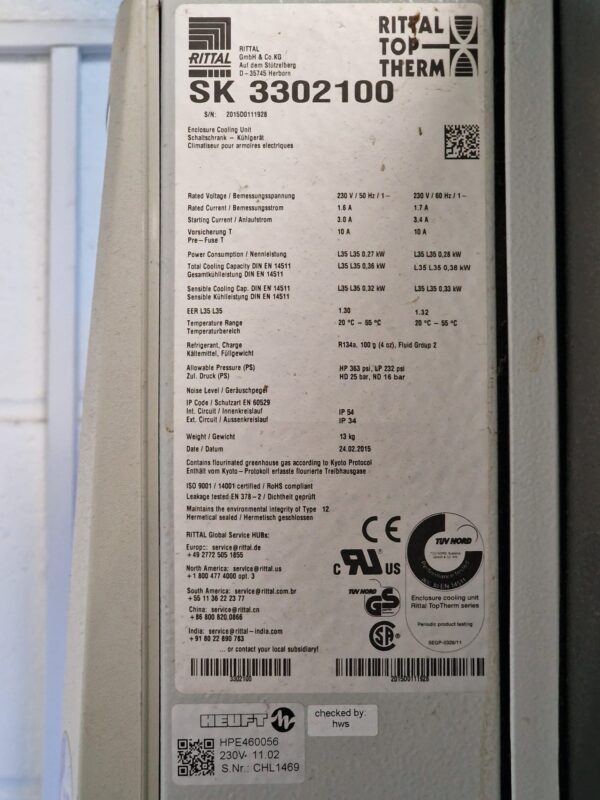 RITTAL
RITTAL
GmbH & Co.KG
Auf dem Stützelberg
D-35745 Herborn
RITTAL
TOP
THERM
SK 3302100
S/N: 2015D0111928
Enclosure Cooling Unit
Schaltschrank - Kühlgerät
Climatiseur pour armoires electriques
Rated Voltage / Bemessungsspannung 230 V / 50 Hz / 1~ 230 V / 60 Hz / 1~
Rated Current / Bemessungsstrom 1.6 A 1.7 A
Starting Current / Anlaufstrom 3.0 A 3.4 A
Vorsicherung T 10 A 10 A
Pre-Fuse T
Power Consumption / Nennleistung L35 L35 0,27 kW L35 L35 0,28 kW
Total Cooling Capacity DIN EN 14511 L35 L35 0,36 kW L35 L35 0,38 kW
Gesamtkühlleistung DIN EN 14511
Sensible Cooling Cap. DIN EN 14511 L35 L35 0,32 kW L35 L35 0,33 kW
Sensible Kühlleistung DIN EN 14511
EER L35 L35 1.30 1.32
Temperature Range 20 °C - 55 °C 20 °C - 55 °C
Temperaturbereich
Refrigerant, Charge R134a, 100 g (4 oz), Fluid Group 2
Kältemittel, Füllgewicht
Allowable Pressure (PS) HP 363 psi, LP 232 psi
Zul. Druck (PS) HD 25 bar, ND 16 bar
Noise Level / Geräuschpegel
IP Code / Schutzart EN 60529
Int. Circuit / Innenkreislauf IP 54
Ext. Circuit / Aussenkreislauf IP 34
Weight / Gewicht 13 kg
Date / Datum 24.02.2015
Contains flourinated greenhouse gas according to Kyoto Protocol
Enthält vom Kyoto-Protokoll erfasste flourierte Treibhausgase
ISO 9001 / 14001 certified / RoHS compliant
Leakage tested EN 378-2 / Dichtheit geprüft
Maintains the environmental integrity of Type 12
Hermetical sealed / Hermetisch geschlossen
RITTAL Global Service HUBs:
Europe: service@rittal.de
+49 2772 505 1855
North America: service@rittal.us
+1 800 477 4000 opt. 3
South America: service@rittal.com.br
+55 11 36 22 23 77
China: service@rittal.cn
+86 800 820 0866
India: service@rittal-india.com
+91 80 22 890 783
... or contact your local subsidiary!
CE
c RU US
TÜV NORD
GS
SA
TÜV NORD
Enclosure cooling unit
Rittal TopTherm series
Periodic product testing
3302100
2015D0111928
HEUFT
HPE460056
230V- 11.02
S.Nr.: CHL1469
checked by:
hws